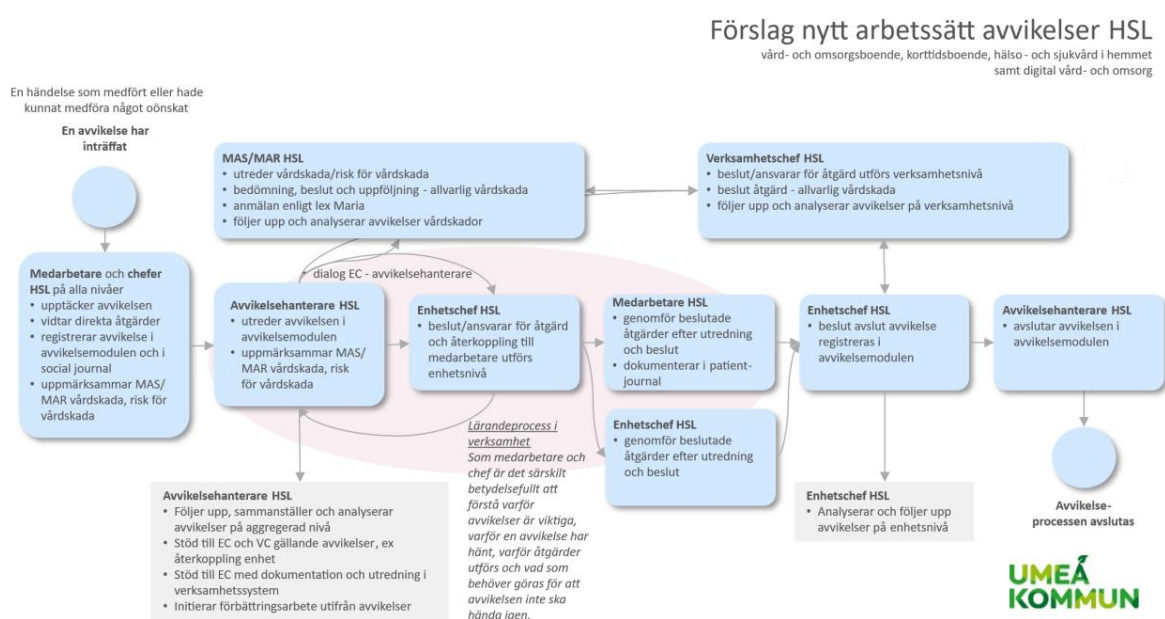 Förslag nytt arbetssätt avvikelser HSL
vård- och omsorgsboende, korttidsboende, hälso - och sjukvård i hemmet
samt digital vård- och omsorg
En händelse som medfört eller hade
kunnat medföra något oönskat
En avvikelse har
inträffat
MAS/MAR HSL
• utreder vårdskada/risk för vårdskada
• bedömning, beslut och uppföljning - allvarlig vårdskada
• anmälan enligt lex Maria
• följer upp och analyserar avvikelser vårdskador
Verksamhetschef HSL
• beslut/ansvarar för åtgärd utförs verksamhetsnivå
• beslut åtgärd - allvarlig vårdskada
• följer upp och analyserar avvikelser på verksamhetsnivå
Medarbetare och chefer
HSL på alla nivåer
• upptäcker avvikelsen
• vidtar direkta åtgärder
• registrerar avvikelse i
avvikelsemodulen och i
social journal
• uppmärksammar MAS/
MAR vårdskada, risk för
vårdskada
• dialog EC - avvikelsehanterare
Avvikelsehanterare HSL
• utreder avvikelsen i
avvikelsemodulen
• uppmärksammar MAS/
MAR vårdskada, risk
för vårdskada
Enhetschef HSL
• beslut/ansvarar för åtgärd
och återkoppling till
medarbetare utförs
enhetsnivå
Medarbetare HSL
• genomför beslutade
åtgärder efter utredning
och beslut
• dokumenterar i patient-
journal
Enhetschef HSL
• genomför beslutade
åtgärder efter utredning
och beslut
Enhetschef HSL
• beslut avslut avvikelse
registreras i
avvikelsemodulen
Avvikelsehanterare HSL
• avslutar avvikelsen i
avvikelsemodulen
Lärandeprocess i
verksamhet
Som medarbetare och
chef är det särskilt
betydelsefullt att
förstå varför
avvikelser är viktiga,
varför en avvikelse har
hänt, varför åtgärder
utförs och vad som
behöver göras för att
avvikelsen inte ska
hända igen.
Avvikelsehanterare HSL
• Följer upp, sammanställer och analyserar
avvikelser på aggregerad nivå
• Stöd till EC och VC gällande avvikelser, ex
återkoppling enhet
• Stöd till EC med dokumentation och utredning i
verksamhetssystem
• Initierar förbättringsarbete utifrån avvikelser
Enhetschef HSL
• Analyserar och följer upp
avvikelser på enhetsnivå
Avvikelse-
processen avslutas
UMEÅ
KOMMUN